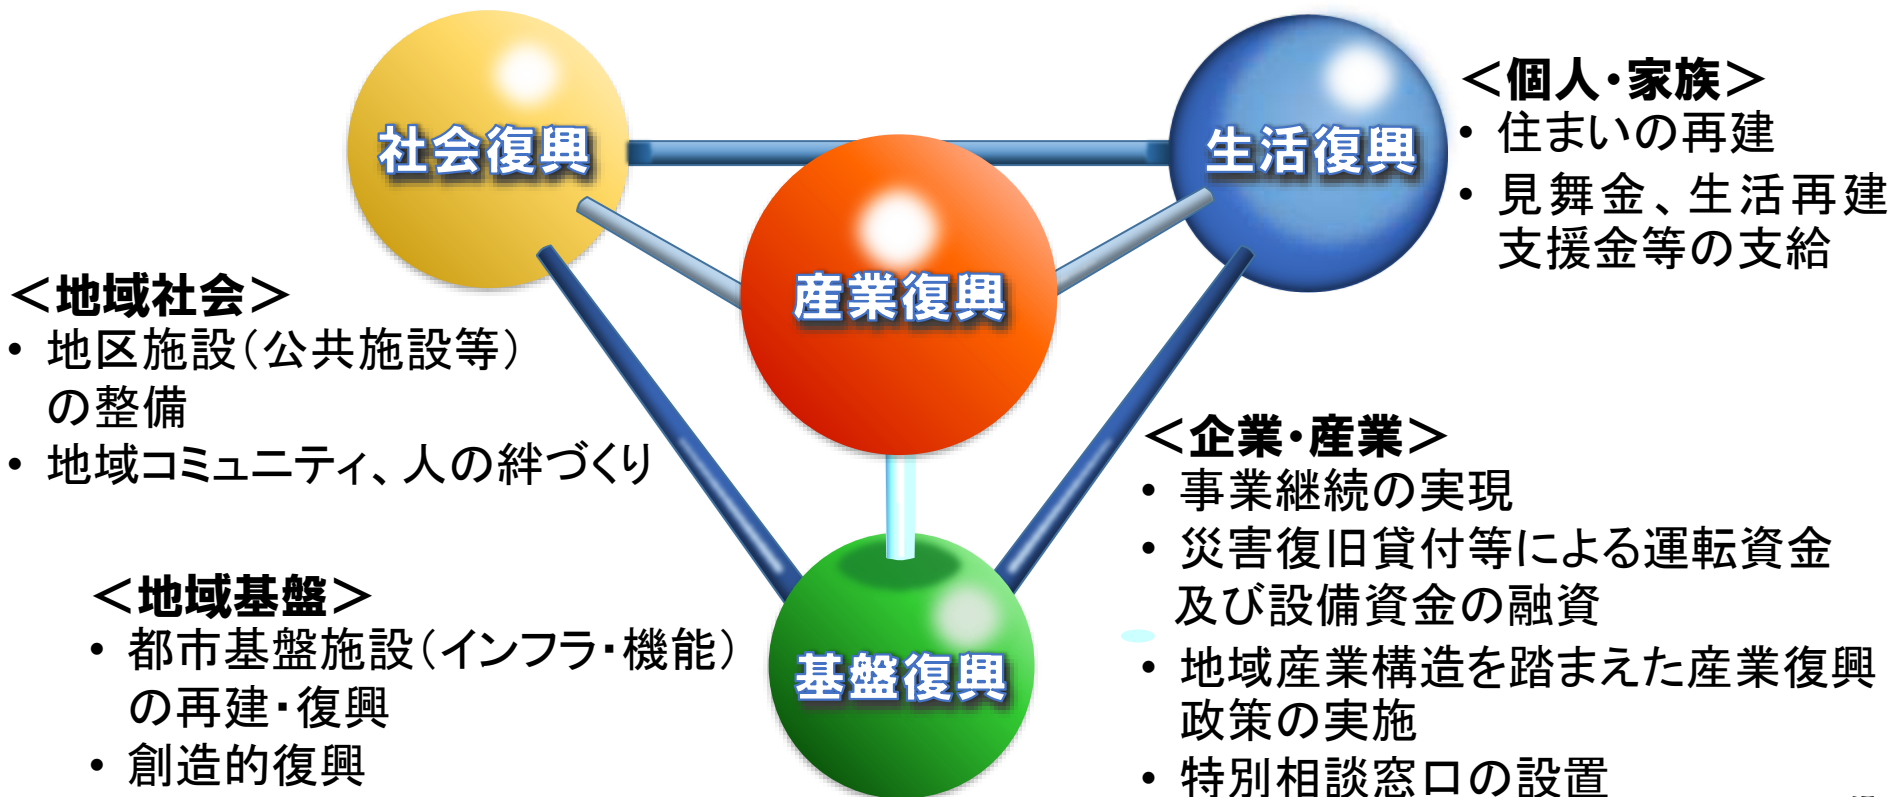 社会復興
生活復興
産業復興
基盤復興
＜個人・家族＞
• 住まいの再建
• 見舞金、生活再建
支援金等の支給
＜地域社会＞
• 地区施設（公共施設等）
の整備
• 地域コミュニティ、人の絆づくり
＜地域基盤＞
• 都市基盤施設（インフラ・機能）
の再建・復興
• 創造的復興
＜企業・産業＞
• 事業継続の実現
• 災害復旧貸付等による運転資金
及び設備資金の融資
• 地域産業構造を踏まえた産業復興
政策の実施
• 特別相談窓口の設置